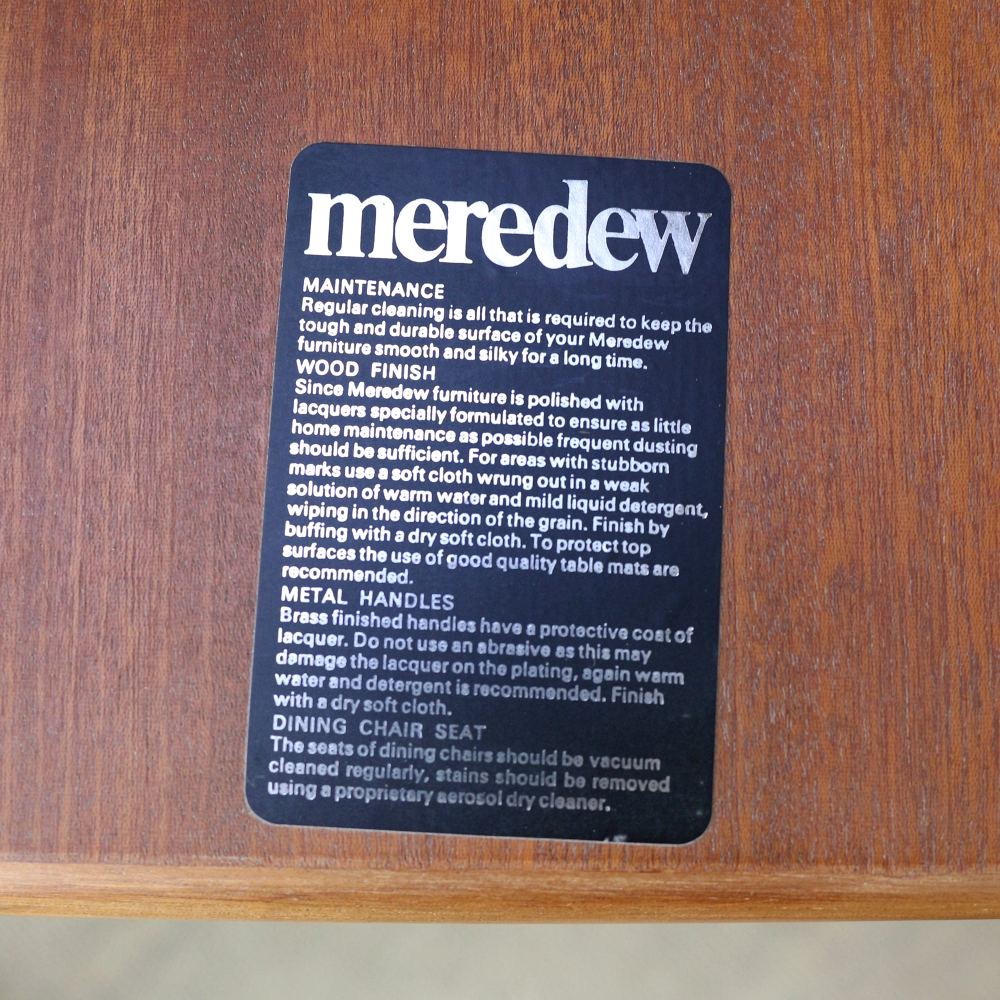 meredew
MAINTENANCE
Regular cleaning is all that is required to keep the
tough and durable surface of your Meredew
furniture smooth and silky for a long time.
WOOD FINISH
Since Meredew furniture is polished with
lacquers specially formulated to ensure as little
home maintenance as possible frequent dusting
should be sufficient. For areas with stubborn
marks use a soft cloth wrung out in a weak
solution of warm water and mild liquid detergent,
wiping in the direction of the grain. Finish by
buffing with a dry soft cloth. To protect top
surfaces the use of good quality table mats are
recommended.
METAL HANDLES
Brass finished handles have a protective coat of
lacquer. Do not use an abrasive as this may
damage the lacquer on the plating, again warm
water and detergent is recommended. Finish
with a dry soft cloth.
DINING CHAIR SEAT
The seats of dining chairs should be vacuum
cleaned regularly, stains should be removed
using a proprietary aerosol dry cleaner.